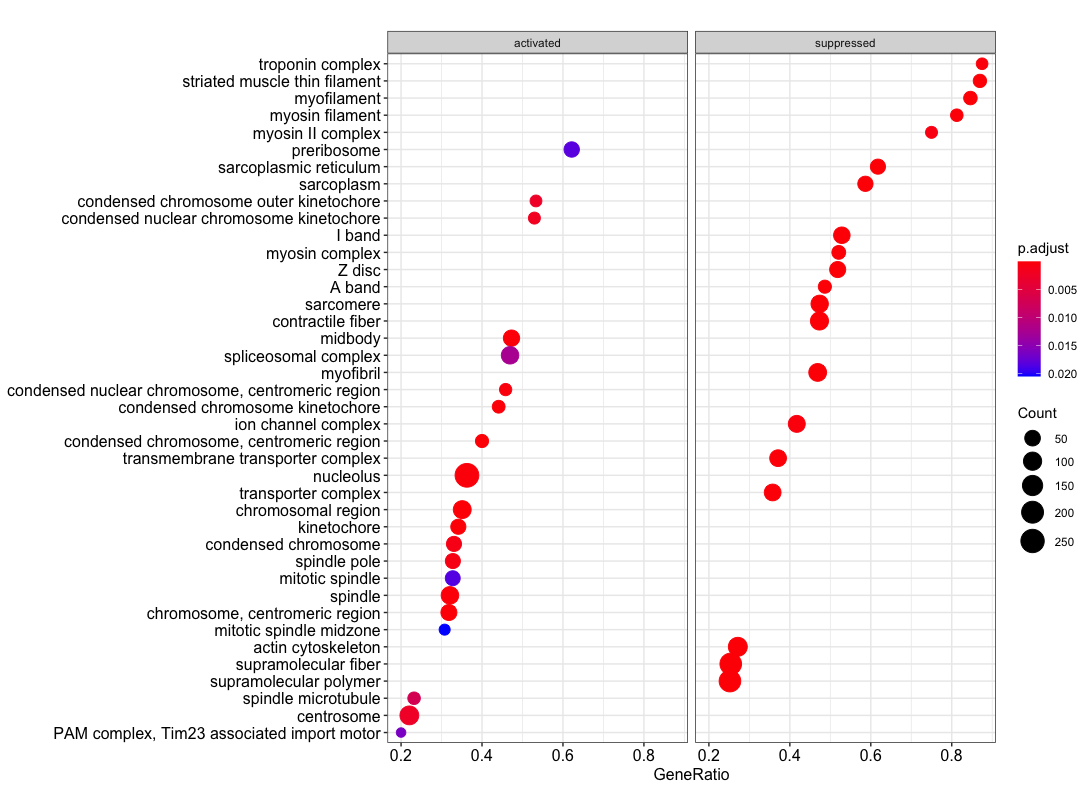 activated
suppressed
troponin complex
striated muscle thin filament
myofilament
myosin filament
myosin II complex
preribosome
sarcoplasmic reticulum
sarcoplasm
condensed chromosome outer kinetochore
condensed nuclear chromosome kinetochore
I band
myosin complex
Z disc
A band
sarcomere
contractile fiber
midbody
spliceosomal complex
myofibril
condensed nuclear chromosome, centromeric region
condensed chromosome kinetochore
ion channel complex
condensed chromosome, centromeric region
transmembrane transporter complex
nucleolus
transporter complex
chromosomal region
kinetochore
condensed chromosome
spindle pole
mitotic spindle
spindle
chromosome, centromeric region
mitotic spindle midzone
actin cytoskeleton
supramolecular fiber
supramolecular polymer
spindle microtubule
centrosome
PAM complex, Tim23 associated import motor
0.2 0.4 0.6 0.8
0.2 0.4 0.6 0.8
GeneRatio
p.adjust
0.005
0.010
0.015
0.020
Count
50
100
150
200
250